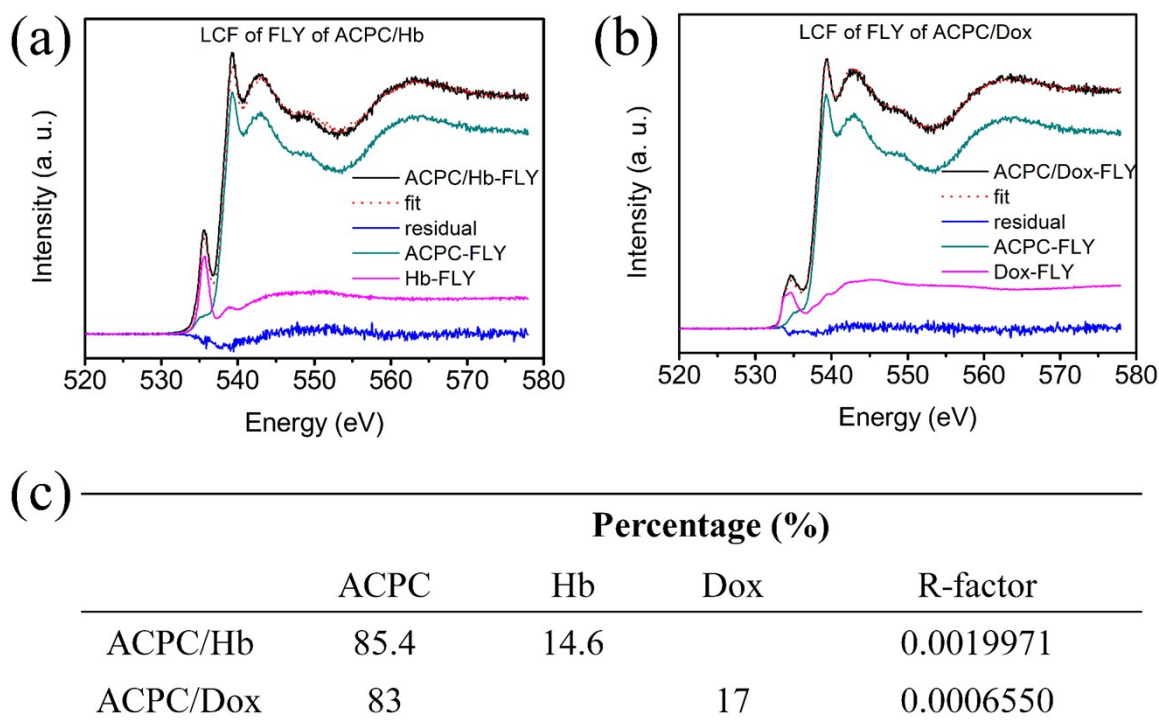 (a)
LCF of FLY of ACPC/Hb
Intensity (a. u.)
ACPC/Hb-FLY
fit
residual
ACPC-FLY
Hb-FLY
520 530 540 550 560 570 580
Energy (eV)
(b)
LCF of FLY of ACPC/Dox
Intensity (a. u.)
ACPC/Dox-FLY
fit
residual
ACPC-FLY
Dox-FLY
520 530 540 550 560 570 580
Energy (eV)
(c)
Percentage (%)
ACPC Hb Dox R-factor
ACPC/Hb 85.4 14.6 0.0019971
ACPC/Dox 83 17 0.0006550